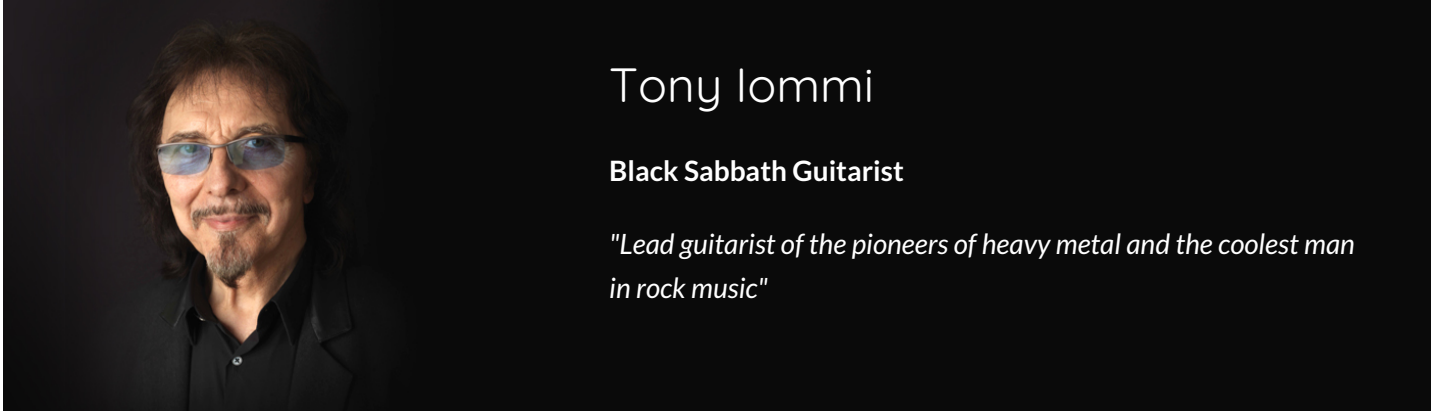 Tony Iommi
Black Sabbath Guitarist
"Lead guitarist of the pioneers of heavy metal and the coolest man
in rock music"